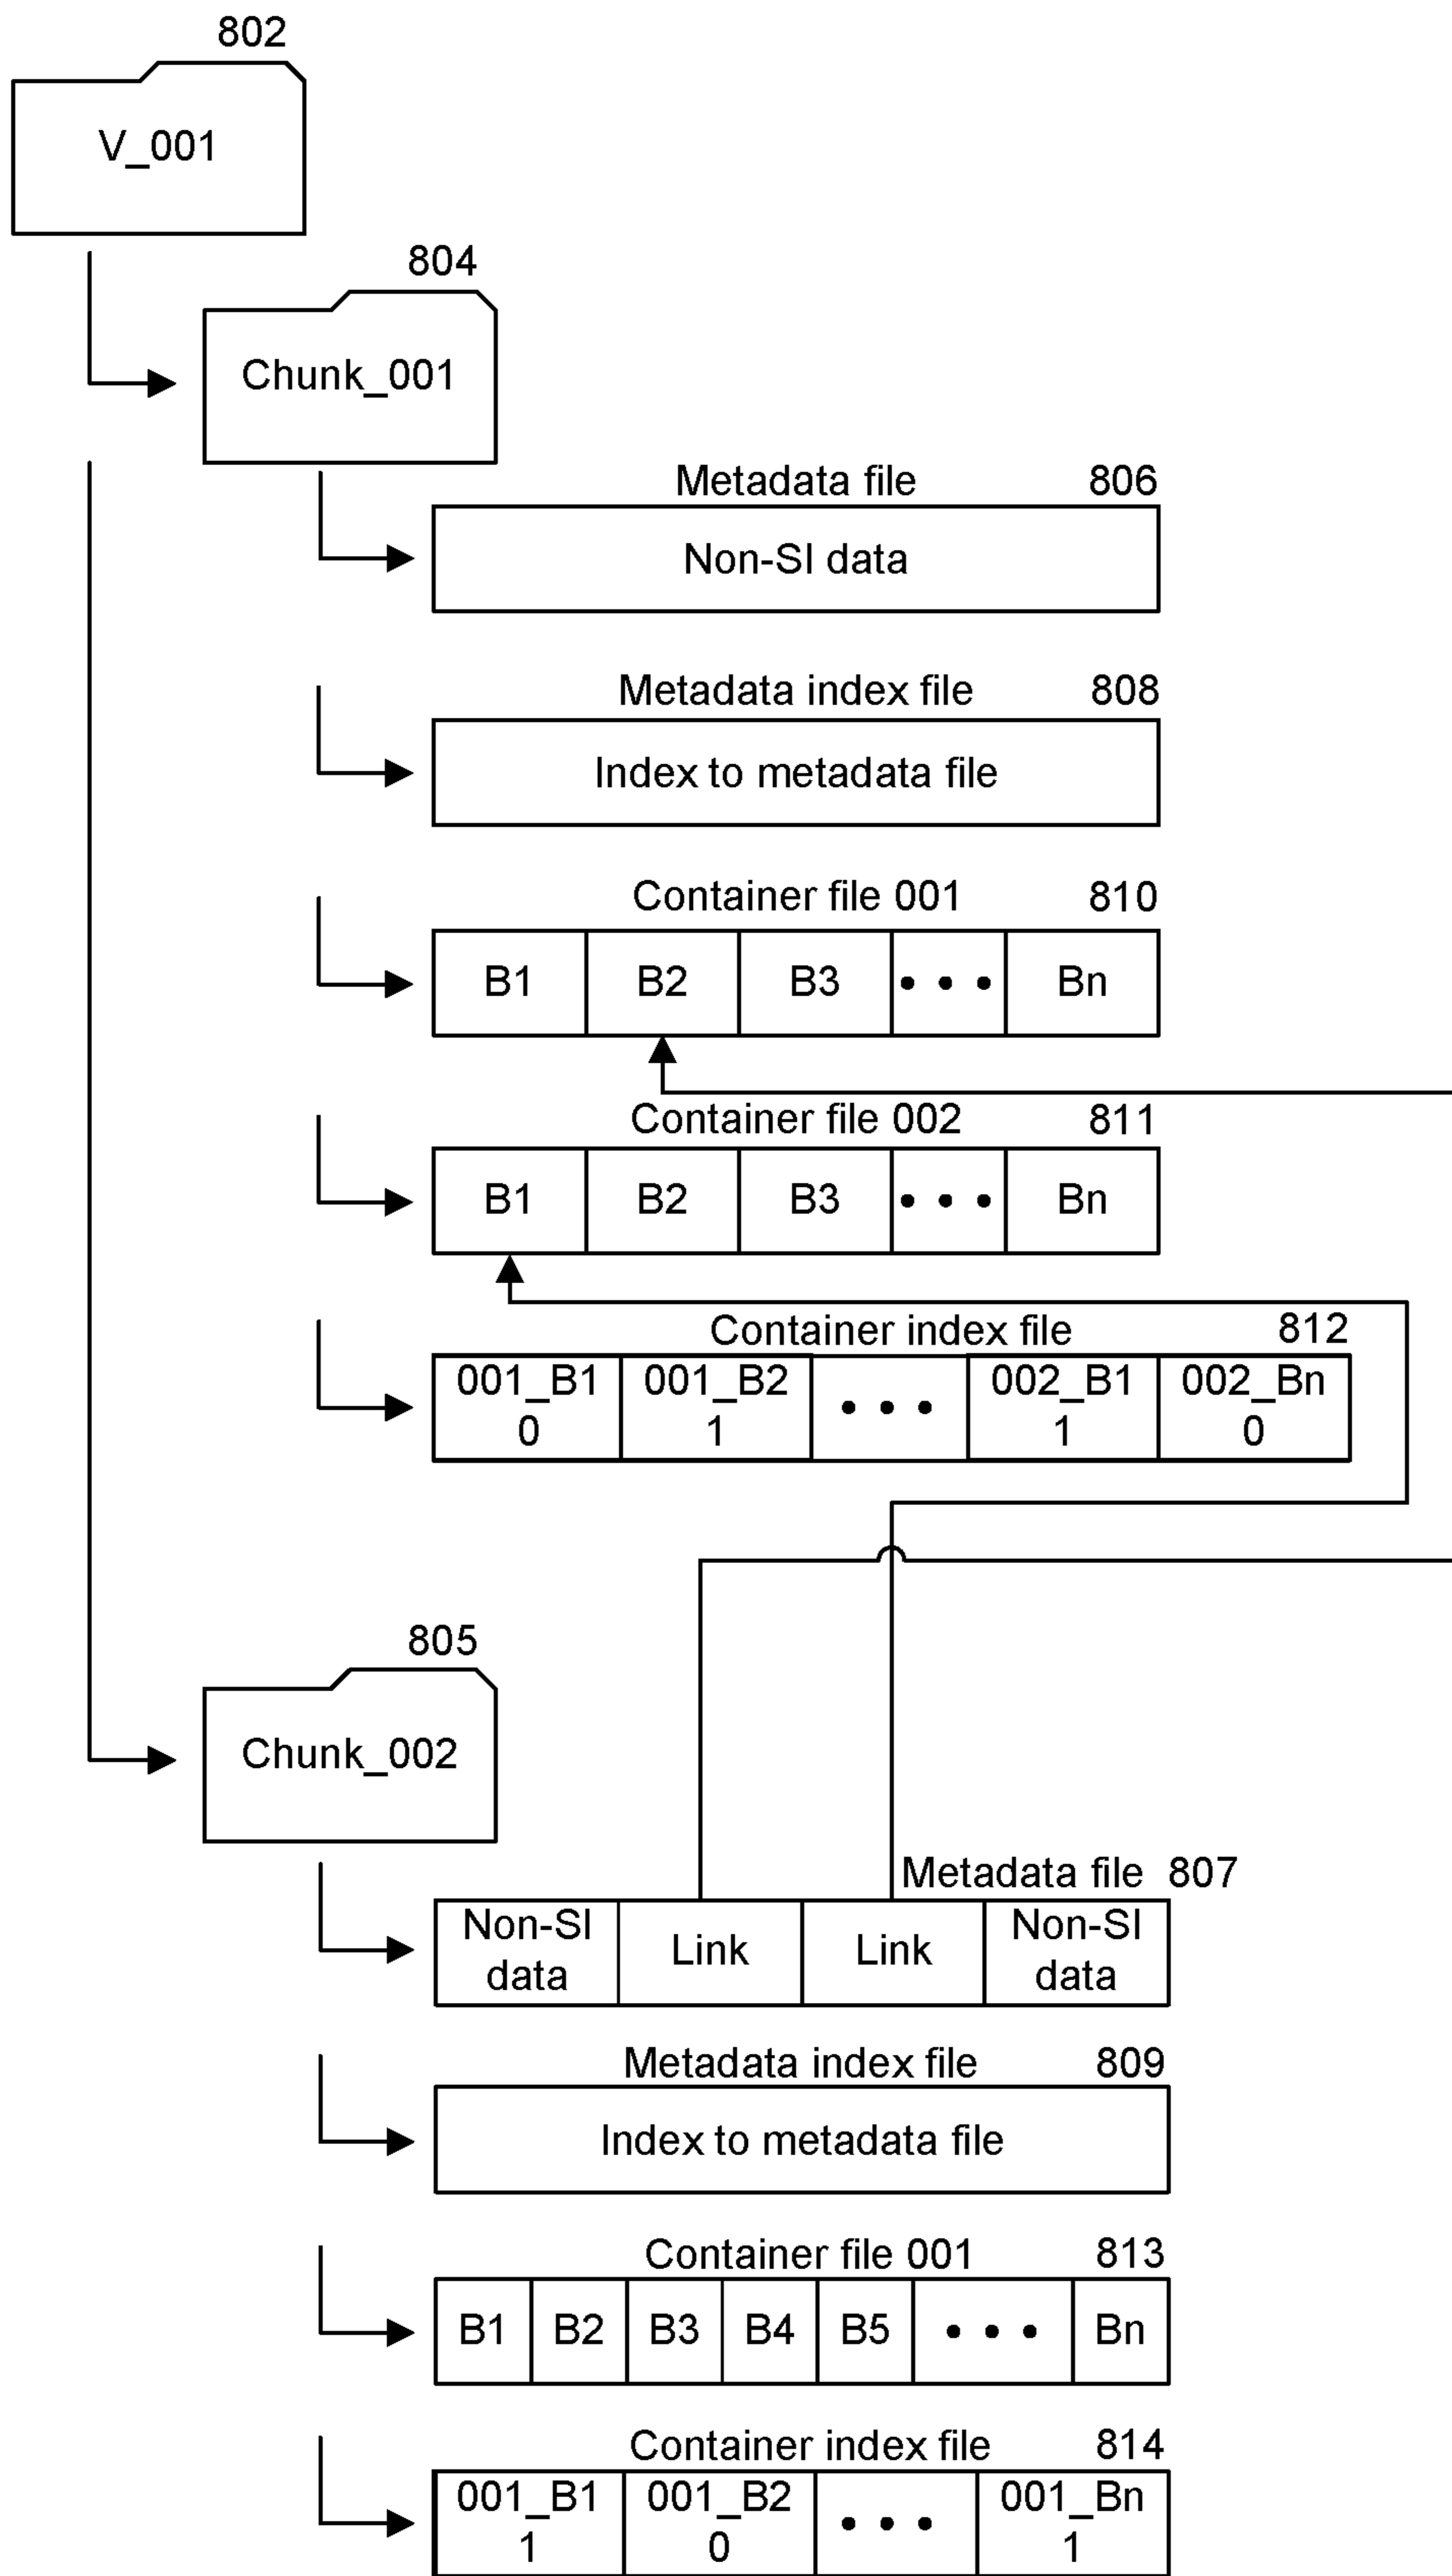 802
V_001
804
Chunk_001
Metadata file 806
Non-SI data
Metadata index file 808
Index to metadata file
Container file 001 810
B1 B2 B3 • • • Bn
Container file 002 811
B1 B2 B3 • • • Bn
Container index file 812
001_B1 001_B2 • • • 002_B1 002_Bn
0 1 1 0
805
Chunk_002
Metadata file 807
Non-SI Link Link Non-SI
data data
Metadata index file 809
Index to metadata file
Container file 001 813
B1 B2 B3 B4 B5 • • • Bn
Container index file 814
001_B1 001_B2 • • • 001_Bn
1 0 1